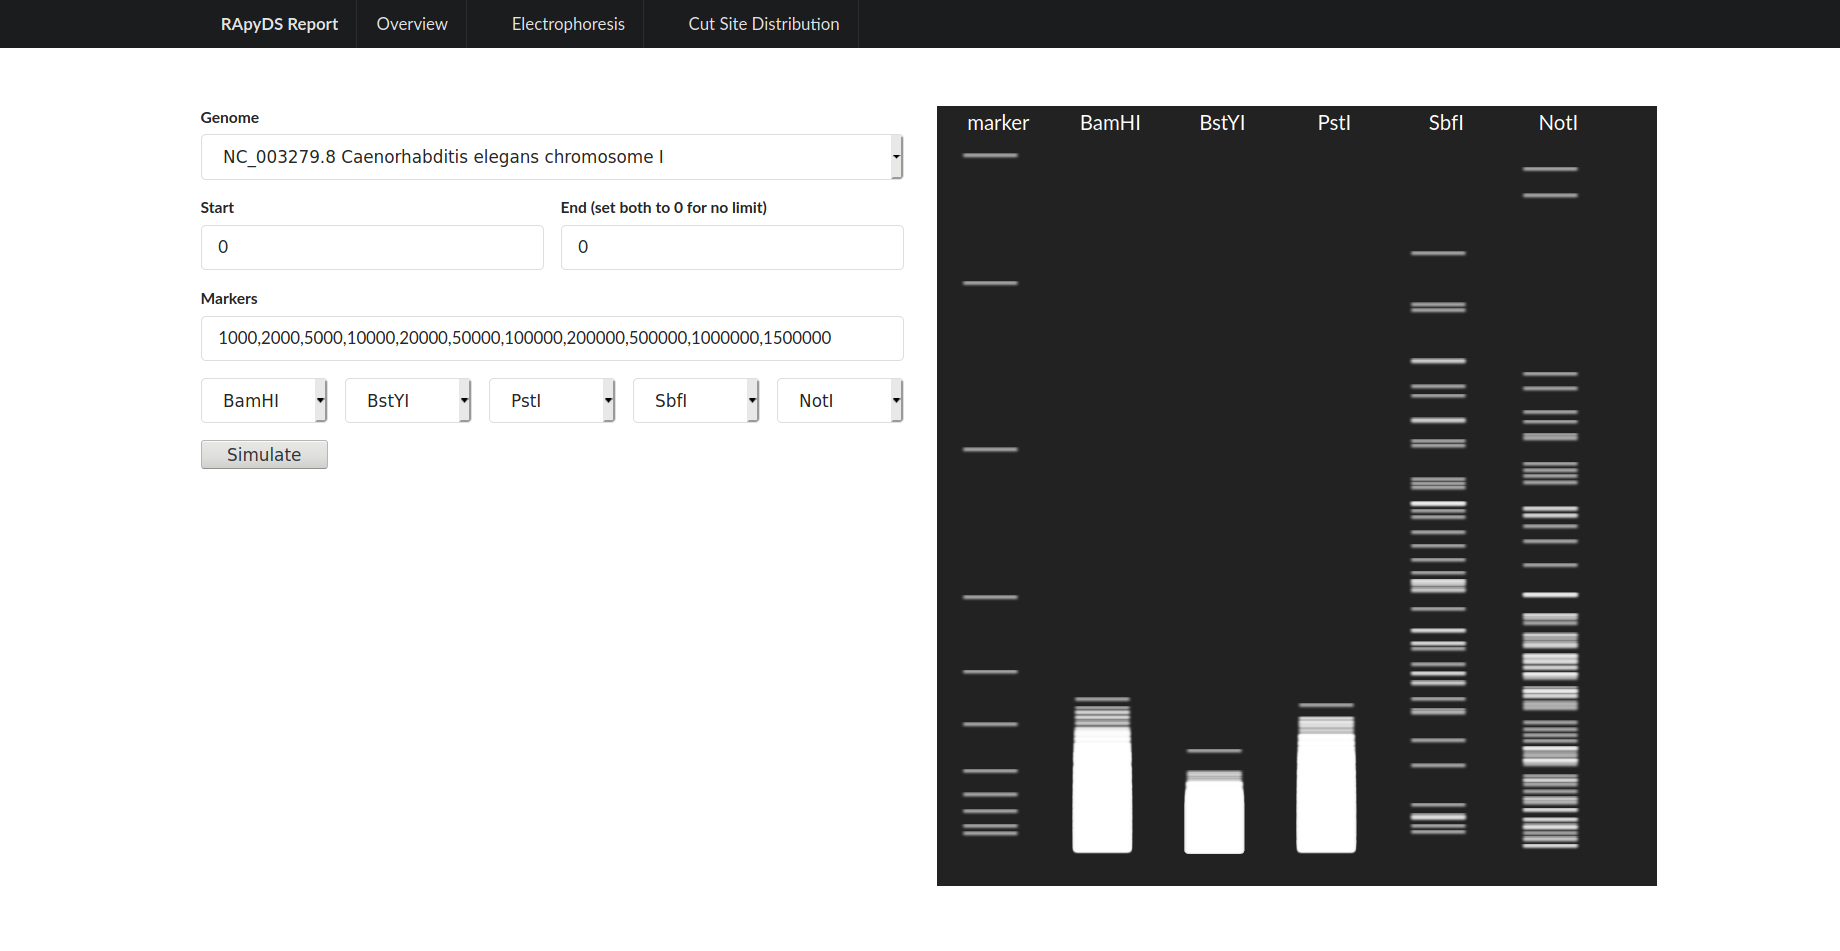 RApyDS Report Overview Electrophoresis Cut Site Distribution
Genome
NC_003279.8 Caenorhabditis elegans chromosome I
Start End (set both to 0 for no limit)
0 0
Markers
1000,2000,5000,10000,20000,50000,100000,200000,500000,1000000,1500000
BamHI BstYI PstI SbfI NotI
Simulate
marker BamHI BstYI PstI SbfI NotI